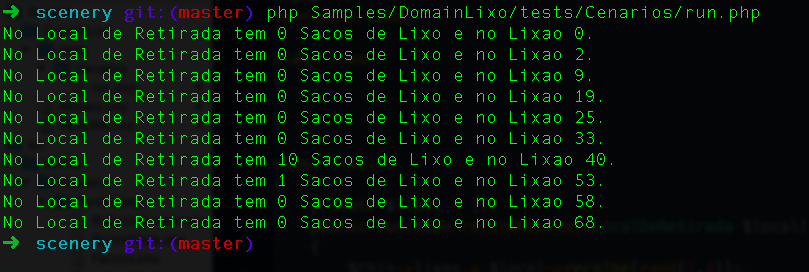 → scenery git:(master) php Samples/DomainLixo/tests/Cenarios/run.php
No Local de Retirada tem 0 Sacos de Lixo e no Lixao 0.
No Local de Retirada tem 0 Sacos de Lixo e no Lixao 2.
No Local de Retirada tem 0 Sacos de Lixo e no Lixao 9.
No Local de Retirada tem 0 Sacos de Lixo e no Lixao 19.
No Local de Retirada tem 0 Sacos de Lixo e no Lixao 25.
No Local de Retirada tem 0 Sacos de Lixo e no Lixao 33.
No Local de Retirada tem 10 Sacos de Lixo e no Lixao 40.
No Local de Retirada tem 1 Sacos de Lixo e no Lixao 53.
No Local de Retirada tem 0 Sacos de Lixo e no Lixao 58.
No Local de Retirada tem 0 Sacos de Lixo e no Lixao 68.
→ scenery git:(master)